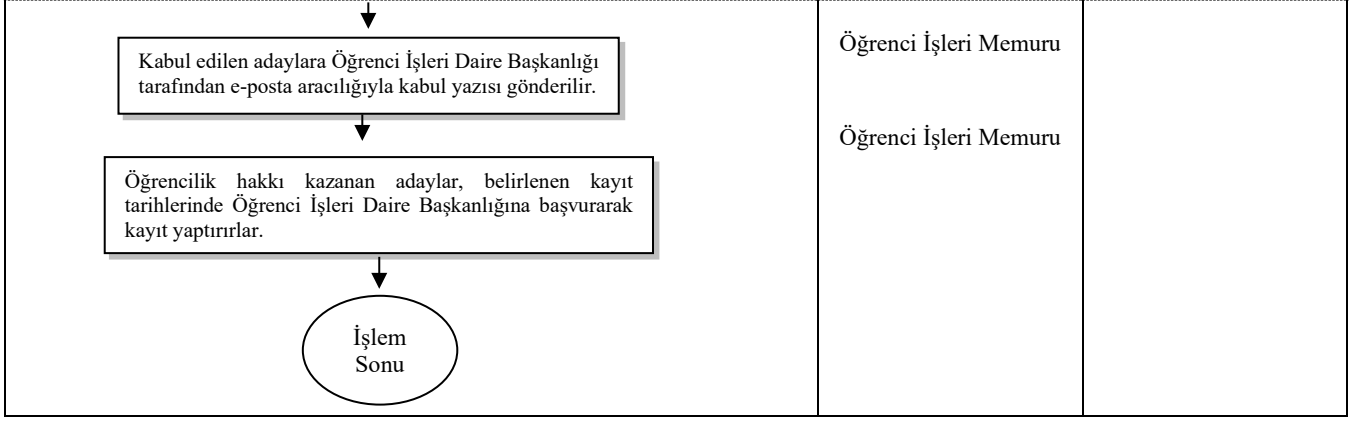 Kabul edilen adaylara Öğrenci İşleri Daire Başkanlığı
tarafından e-posta aracılığıyla kabul yazısı gönderilir.
Öğrenci İşleri Memuru
Öğrenci İşleri Memuru
Öğrencilik hakkı kazanan adaylar, belirlenen kayıt
tarihlerinde Öğrenci İşleri Daire Başkanlığına başvurarak
kayıt yaptırırlar.
İşlem
Sonu